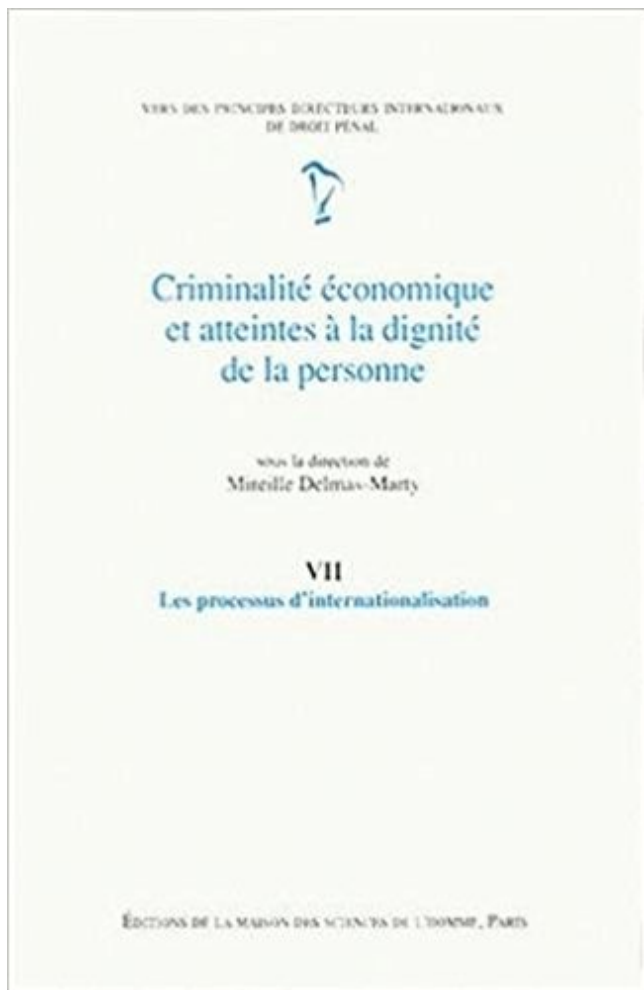 VERS DES PRINCIPES DIRECTEURS INTERNATIONAUX
DE DROIT PÉNAL
Criminalité économique
et atteintes à la dignité
de la personne
sous la direction de
Mireille Delmas-Marty
VII
Les processus d'internationalisation
ÉDITIONS DE LA MAISON DES SCIENCES DE L'HOMME, PARIS